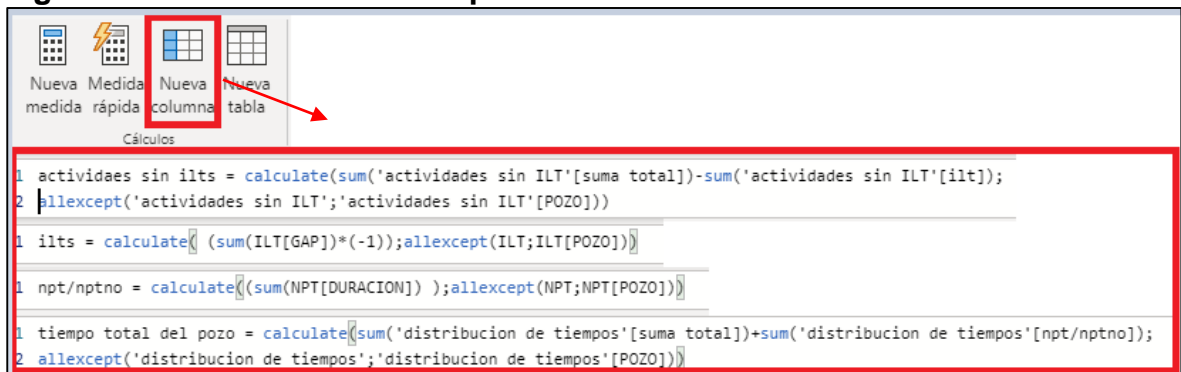 Nueva Medida Nueva Nueva
medida rápida columna tabla
Cálculos
1 actividaes sin ilts = calculate(sum('actividades sin ILT'[suma total])-sum('actividades sin ILT'[ilt]);
2 allexcept('actividades sin ILT';'actividades sin ILT'[POZO]))
1 ilts = calculate( (sum(ILT[GAP])*(-1));allexcept(ILT;ILT[POZO]))
1 npt/nptno = calculate((sum(NPT[DURACION]) );allexcept(NPT;NPT[POZO]))
1 tiempo total del pozo = calculate(sum('distribucion de tiempos'[suma total])+sum('distribucion de tiempos'[npt/nptno]);
2 allexcept('distribucion de tiempos';'distribucion de tiempos'[POZO]))